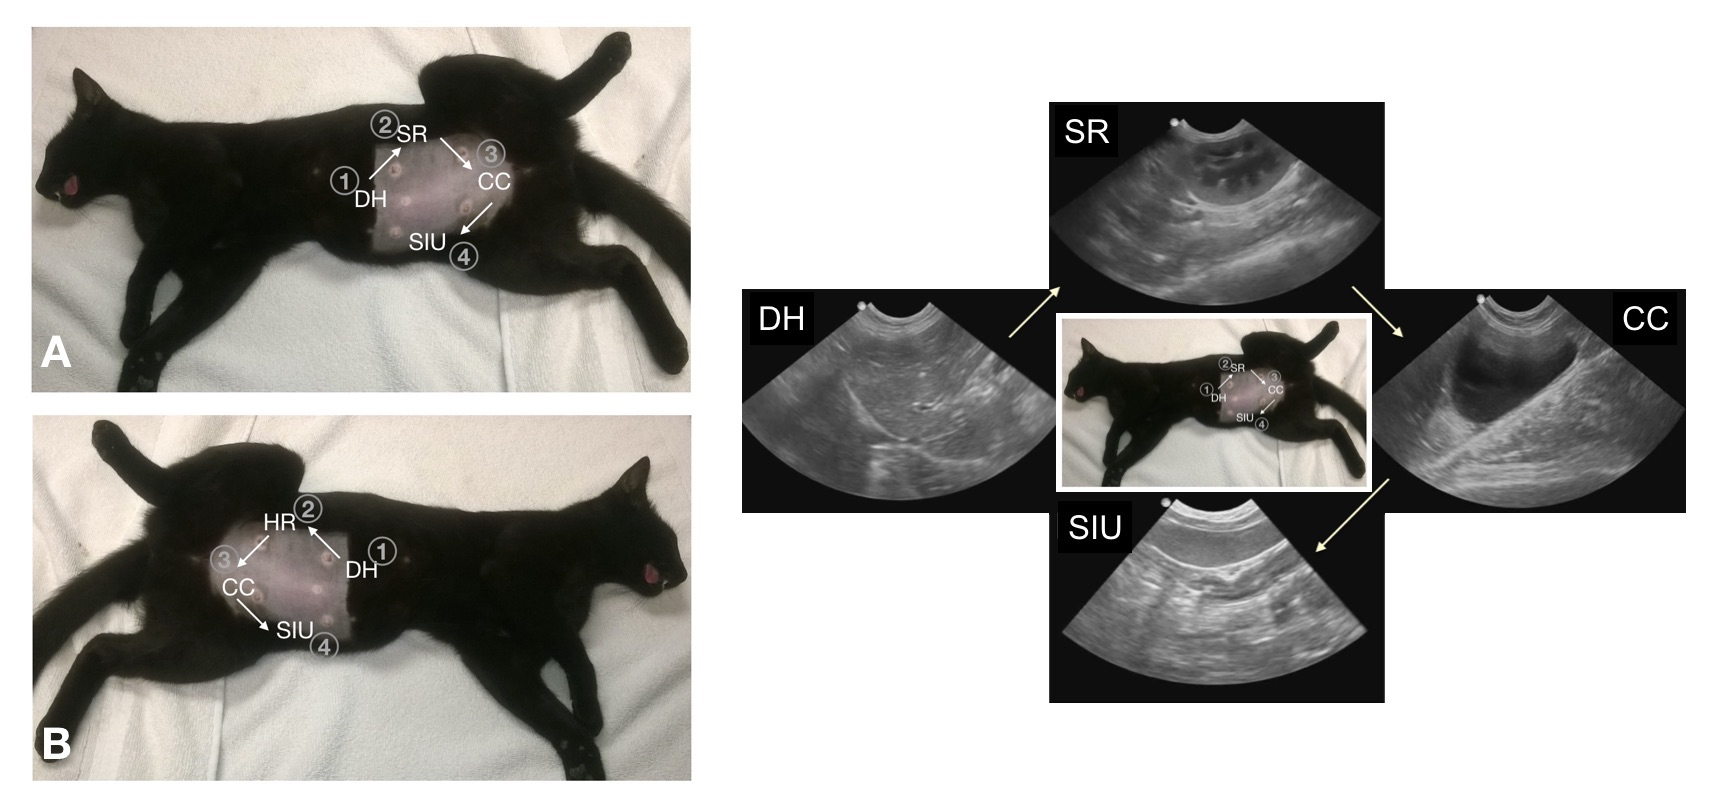 ②
SR
③
①
CC
DH
SIU
④
A
②
HR
①
③
DH
CC
SIU
④
B
SR
DH
CC
②
SR
③
①
CC
DH
SIU
④
SIU